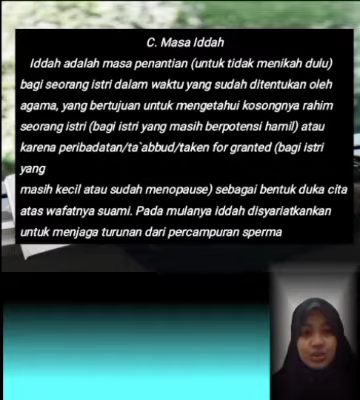 C. Masa Iddah
Iddah adalah masa penantian (untuk tidak menikah dulu)
bagi seorang istri dalam waktu yang sudah ditentukan oleh
agama, yang bertujuan untuk mengetahui kosongnya rahim
seorang istri (bagi istri yang masih berpotensi hamil) atau
karena peribadatan/ta`abbud/taken for granted (bagi istri
yang
masih kecil atau sudah menopause) sebagai bentuk duka cita
atas wafatnya suami. Pada mulanya iddah disyariatkankan
untuk menjaga turunan dari percampuran sperma